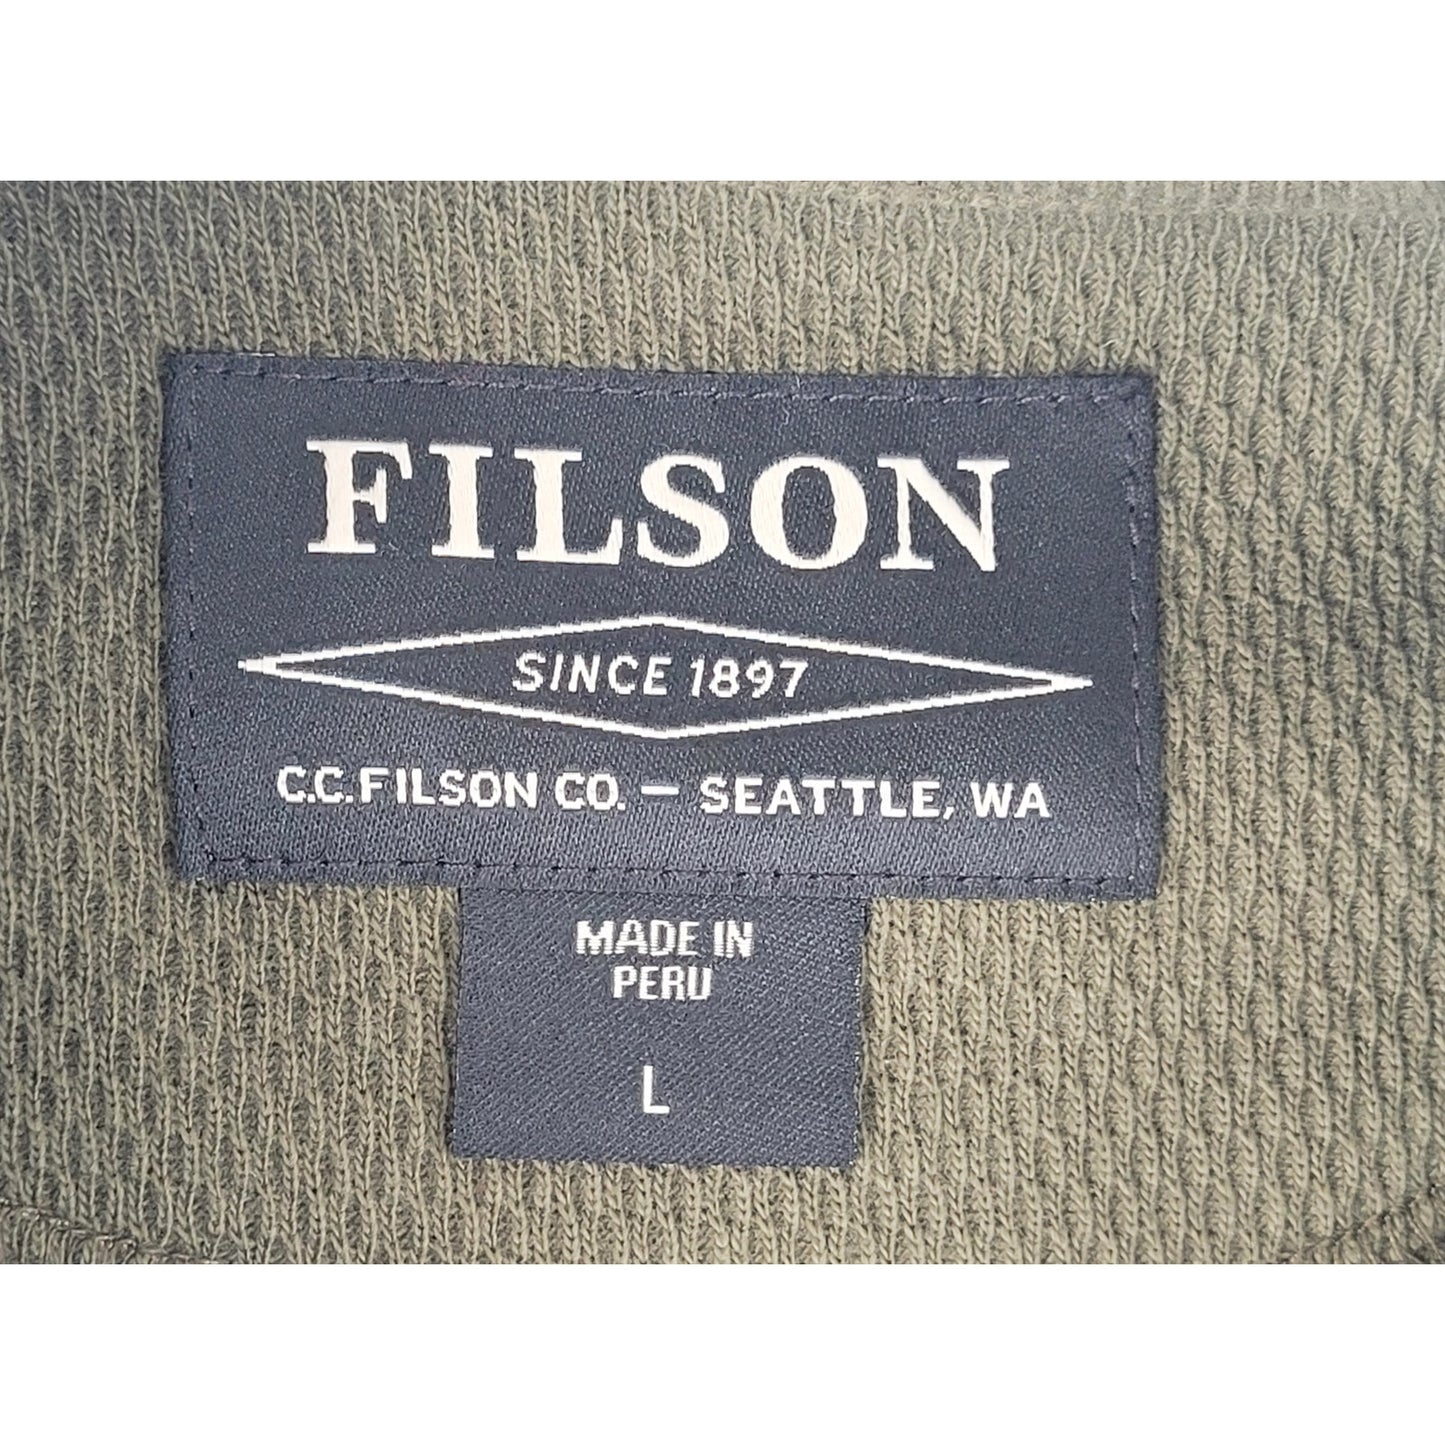 FILSON
SINCE 1897
C.C.FILSON CO. – SEATTLE, WA
MADE IN
PERU
L